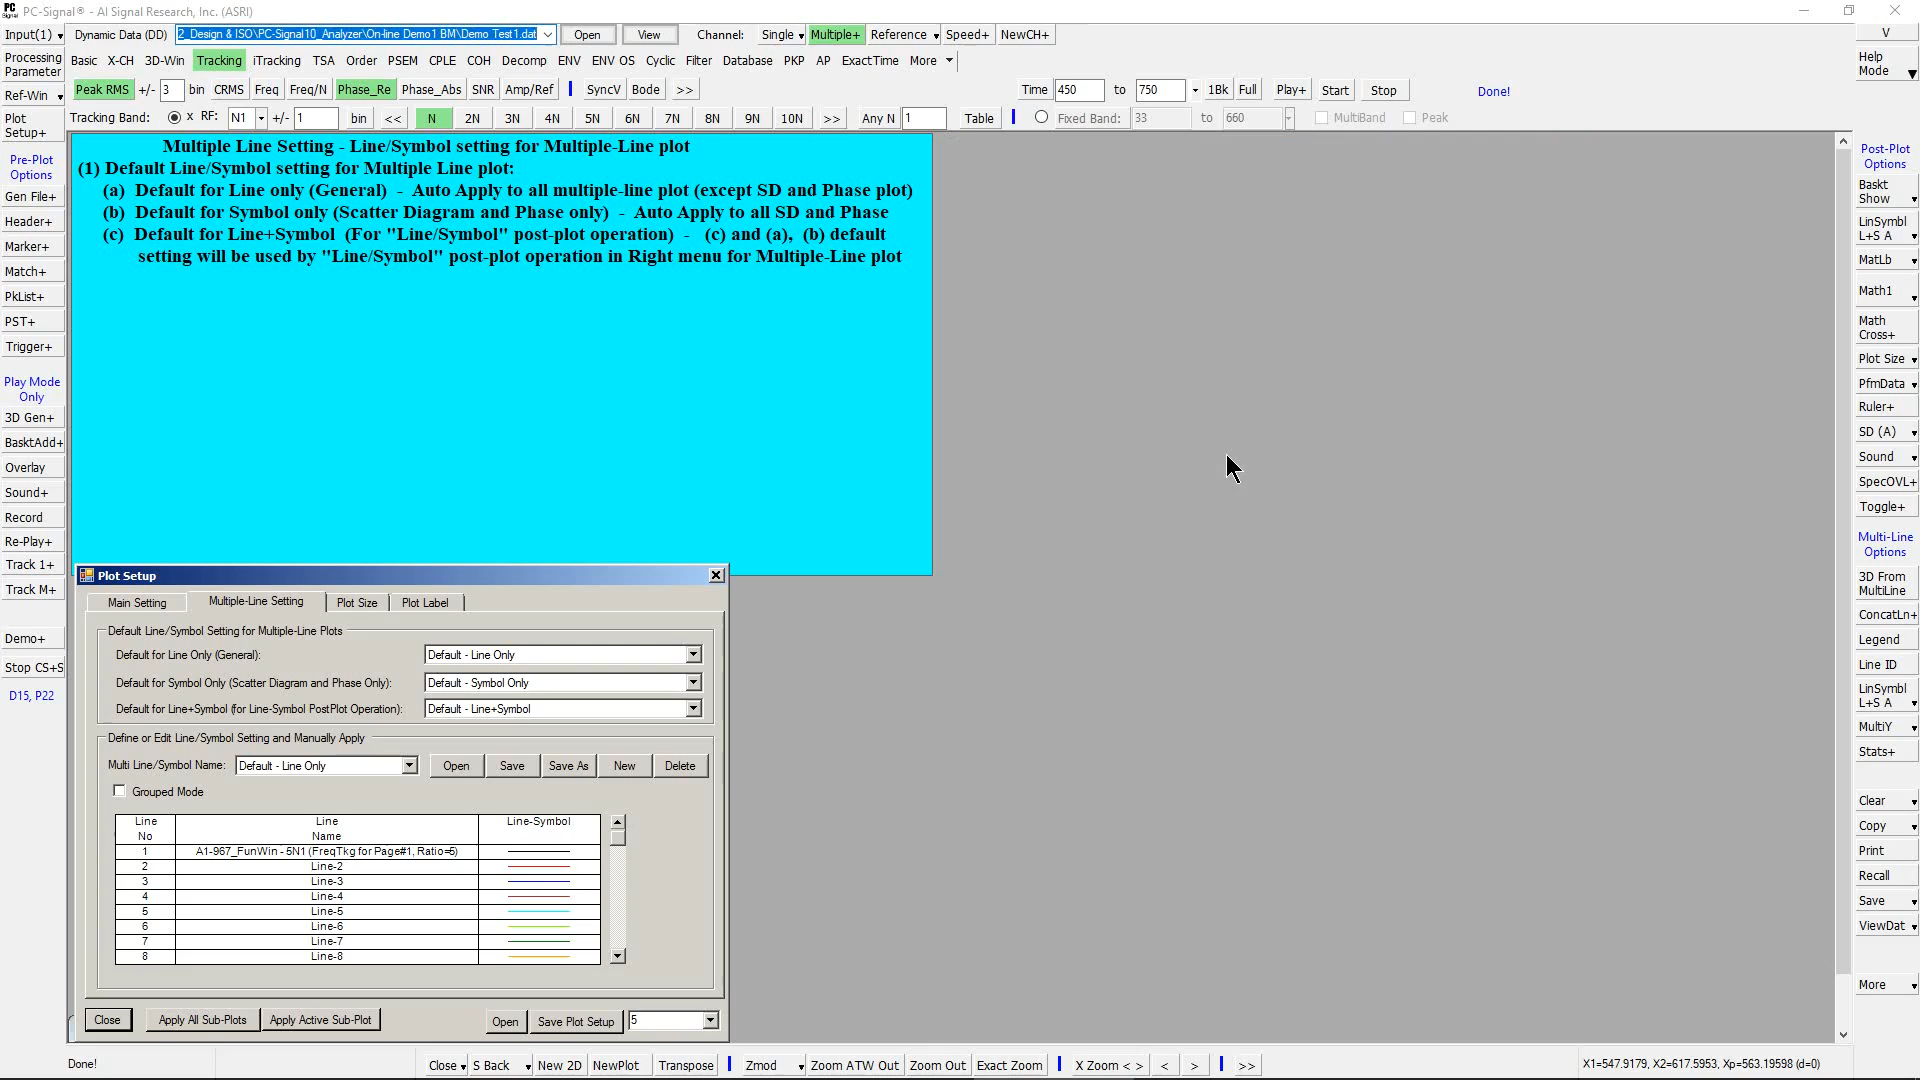 PC Signal PC-Signal® - AI Signal Research, Inc. (ASRI)
Input(1) Dynamic Data (DD) 2_Design & ISO\PC-Signal10_Analyzer\On-line Demo1 BM\Demo Test1.dat Open View Channel: Single Multiple+ Reference Speed+ NewCH+ V
Processing Parameter Basic X-CH 3D-Win Tracking iTracking TSA Order PSEM CPLE COH Decomp ENV ENV OS Cyclic Filter Database PKP AP ExactTime More Help Mode
Ref-Win Peak RMS +/- 3 bin CRMS Freq Freq/N Phase_Re Phase_Abs SNR Amp/Ref SyncV Bode >> Time 450 to 750 1Bk Full Play+ Start Stop Done!
Plot Setup+ Tracking Band: x RF: N1 +/- 1 bin << N 2N 3N 4N 5N 6N 7N 8N 9N 10N >> Any N 1 Table Fixed Band: 33 to 660 MultiBand Peak
Pre-Plot Options
Gen File+
Header+
Marker+
Match+
PkList+
PST+
Trigger+
Play Mode Only
3D Gen+
BasktAdd+
Overlay
Sound+
Record
Re-Play+
Track 1+
Track M+
Demo+
Stop CS+S
D15, P22
Multiple Line Setting - Line/Symbol setting for Multiple-Line plot
(1) Default Line/Symbol setting for Multiple Line plot:
(a) Default for Line only (General) - Auto Apply to all multiple-line plot (except SD and Phase plot)
(b) Default for Symbol only (Scatter Diagram and Phase only) - Auto Apply to all SD and Phase
(c) Default for Line+Symbol (For "Line/Symbol" post-plot operation) - (c) and (a), (b) default
setting will be used by "Line/Symbol" post-plot operation in Right menu for Multiple-Line plot
Plot Setup
Main Setting Multiple-Line Setting Plot Size Plot Label
Default Line/Symbol Setting for Multiple-Line Plots
Default for Line Only (General): Default - Line Only
Default for Symbol Only (Scatter Diagram and Phase Only): Default - Symbol Only
Default for Line+Symbol (for Line-Symbol PostPlot Operation): Default - Line+Symbol
Define or Edit Line/Symbol Setting and Manually Apply
Multi Line/Symbol Name: Default - Line Only Open Save Save As New Delete
Grouped Mode
Line No Line Name Line-Symbol
1 A1-967_FunWin - 5N1 (FreqTkg for Page#1, Ratio=5)
2 Line-2
3 Line-3
4 Line-4
5 Line-5
6 Line-6
7 Line-7
8 Line-8
Close Apply All Sub-Plots Apply Active Sub-Plot Open Save Plot Setup 5
Post-Plot Options
Baskt Show
LinSymbl L+S A
MatLb
Math1
Math Cross+
Plot Size
PfmData
Ruler+
SD (A)
Sound
SpecOVL+
Toggle+
Multi-Line Options
3D From MultiLine
ConcatLn+
Legend
Line ID
LinSymbl L+S A
MultiY
Stats+
Clear
Copy
Print
Recall
Save
ViewDat
More
Done! Close S Back New 2D NewPlot Transpose Zmod Zoom ATW Out Zoom Out Exact Zoom X Zoom < > < > >> X1=547.9179, X2=617.5953, Xp=563.19598 (d=0)